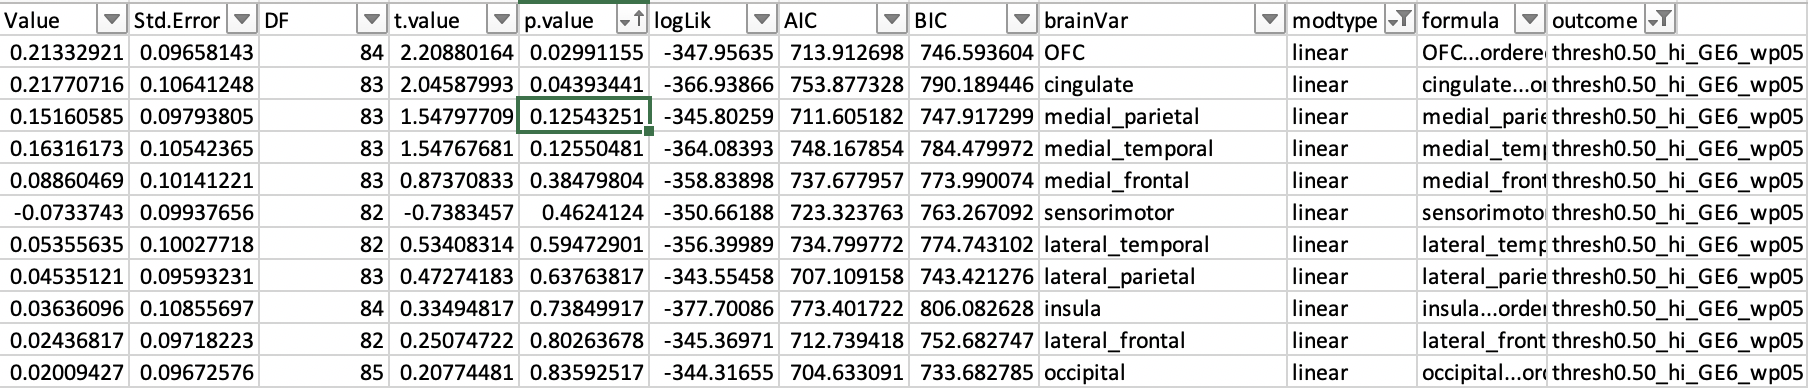 Value Std.Error DF t.value p.value logLik AIC BIC brainVar modtype formula outcome
0.21332921 0.09658143 84 2.20880164 0.02991155 -347.95635 713.912698 746.593604 OFC linear OFC...ordere thresh0.50_hi_GE6_wp05
0.21770716 0.10641248 83 2.04587993 0.04393441 -366.93866 753.877328 790.189446 cingulate linear cingulate...or thresh0.50_hi_GE6_wp05
0.15160585 0.09793805 83 1.54797709 0.12543251 -345.80259 711.605182 747.917299 medial_parietal linear medial_parie thresh0.50_hi_GE6_wp05
0.16316173 0.10542365 83 1.54767681 0.12550481 -364.08393 748.167854 784.479972 medial_temporal linear medial_temp thresh0.50_hi_GE6_wp05
0.08860469 0.10141221 83 0.87370833 0.38479804 -358.83898 737.677957 773.990074 medial_frontal linear medial_front thresh0.50_hi_GE6_wp05
-0.0733743 0.09937656 82 -0.7383457 0.4624124 -350.66188 723.323763 763.267092 sensorimotor linear sensorimoto thresh0.50_hi_GE6_wp05
0.05355635 0.10027718 82 0.53408314 0.59472901 -356.39989 734.799772 774.743102 lateral_temporal linear lateral_temp thresh0.50_hi_GE6_wp05
0.04535121 0.09593231 83 0.47274183 0.63763817 -343.55458 707.109158 743.421276 lateral_parietal linear lateral_parie thresh0.50_hi_GE6_wp05
0.03636096 0.10855697 84 0.33494817 0.73849917 -377.70086 773.401722 806.082628 insula linear insula...order thresh0.50_hi_GE6_wp05
0.02436817 0.09718223 82 0.25074722 0.80263678 -345.36971 712.739418 752.682747 lateral_frontal linear lateral_front thresh0.50_hi_GE6_wp05
0.02009427 0.09672576 85 0.20774481 0.83592517 -344.31655 704.633091 733.682785 occipital linear occipital...ord thresh0.50_hi_GE6_wp05